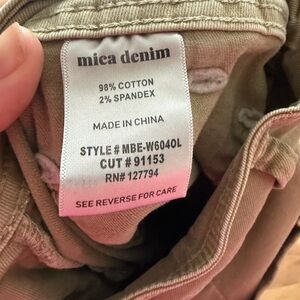 mica denim
98% COTTON
2% SPANDEX
MADE IN CHINA
STYLE # MBE-W6040L
CUT # 91153
RN# 127794
SEE REVERSE FOR CARE